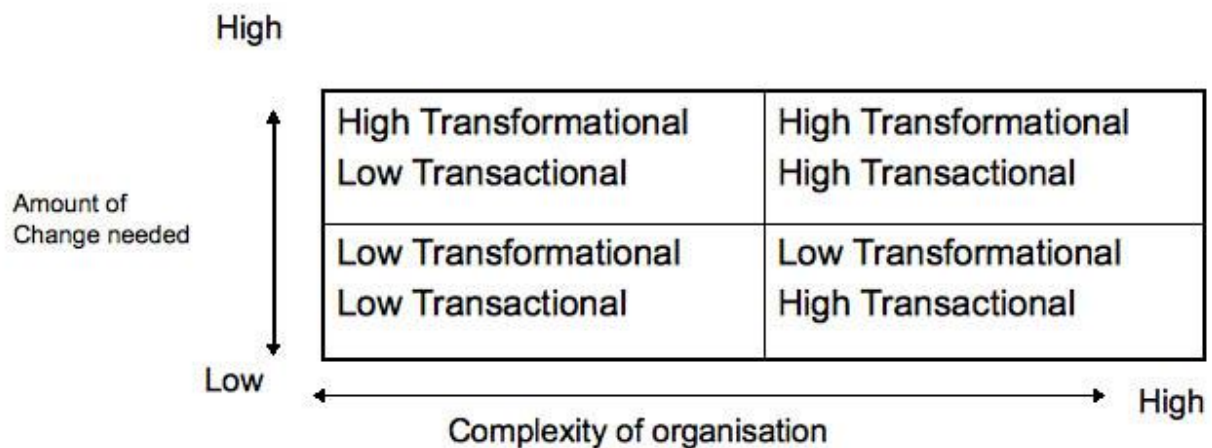 High
High Transformational
Low Transactional
High Transformational
High Transactional
Amount of
Change needed
Low Transformational
Low Transactional
Low Transformational
High Transactional
Low
High
Complexity of organisation